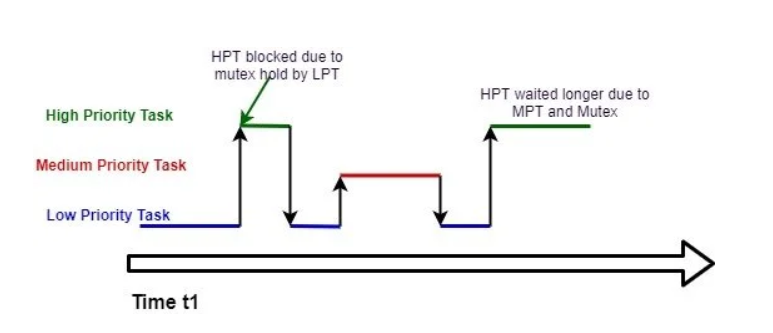 HPT blocked due to
mutex hold by LPT
HPT waited longer due to
MPT and Mutex
High Priority Task
Medium Priority Task
Low Priority Task
Time t1